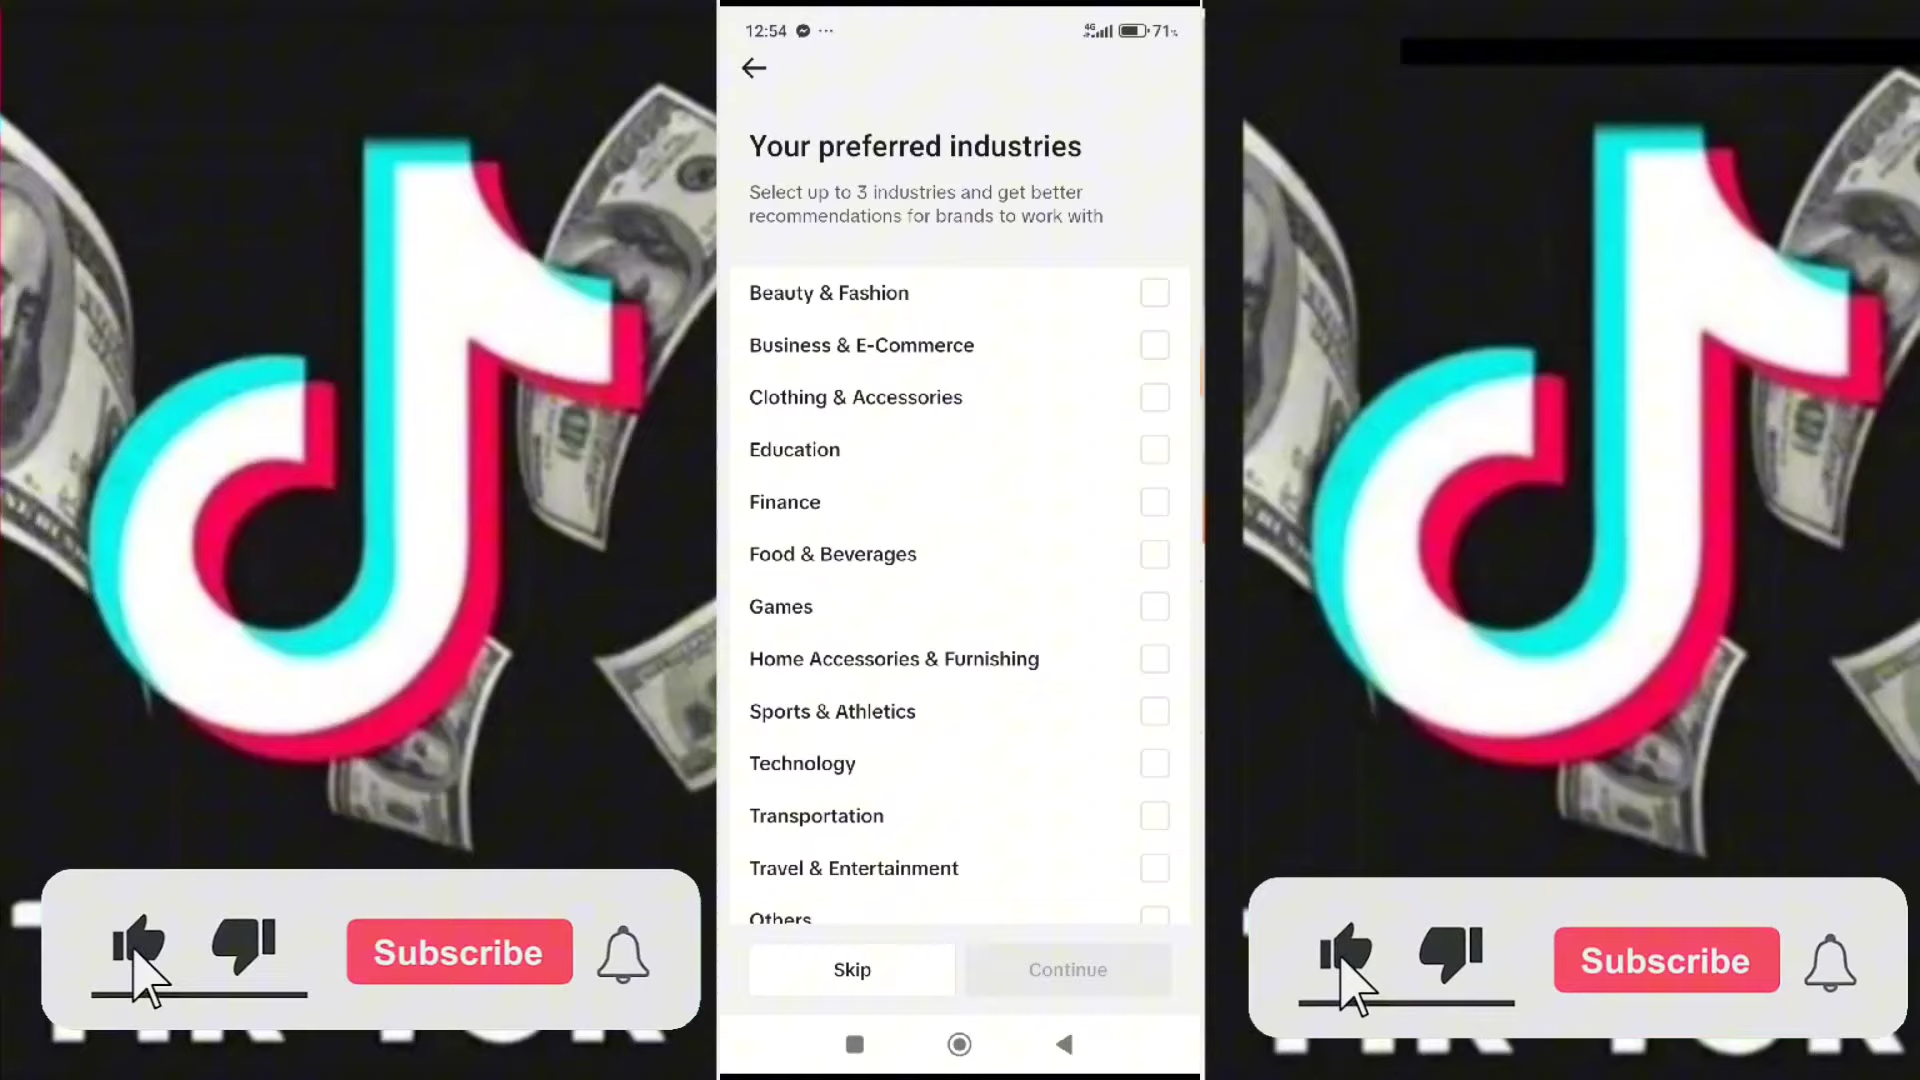 12:54
4G
71%
Your preferred industries
Select up to 3 industries and get better
recommendations for brands to work with
Beauty & Fashion
Business & E-Commerce
Clothing & Accessories
Education
Finance
Food & Beverages
Games
Home Accessories & Furnishing
Sports & Athletics
Technology
Transportation
Travel & Entertainment
Others
Skip
Continue
Subscribe
Subscribe